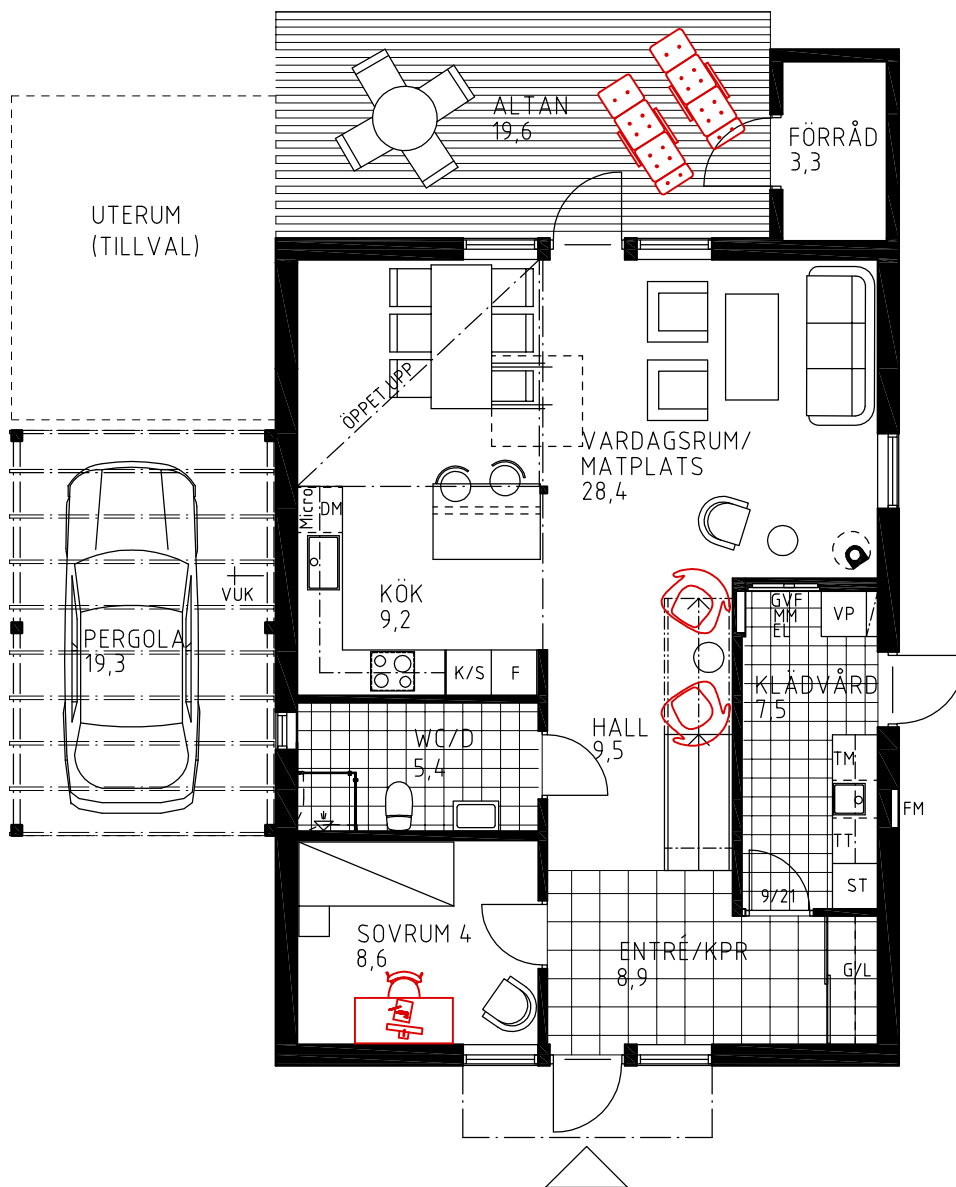 ALTAN
19,6
FÖRRÅD
3,3
UTERUM
(TILLVAL)
ÖPPET UPP
VARDAGSRUM/
MATPLATS
28,4
Micro
DM
KÖK
9,2
K/S
F
VUK
PERGOLA
19,3
GVF
MM
EL
VP
KLÄDVÅRD
7,5
HALL
9,5
WC/D
5,4
TM
FM
TT
ST
9/21
SOVRUM 4
8,6
ENTRÉ/KPR
8,9
G/L